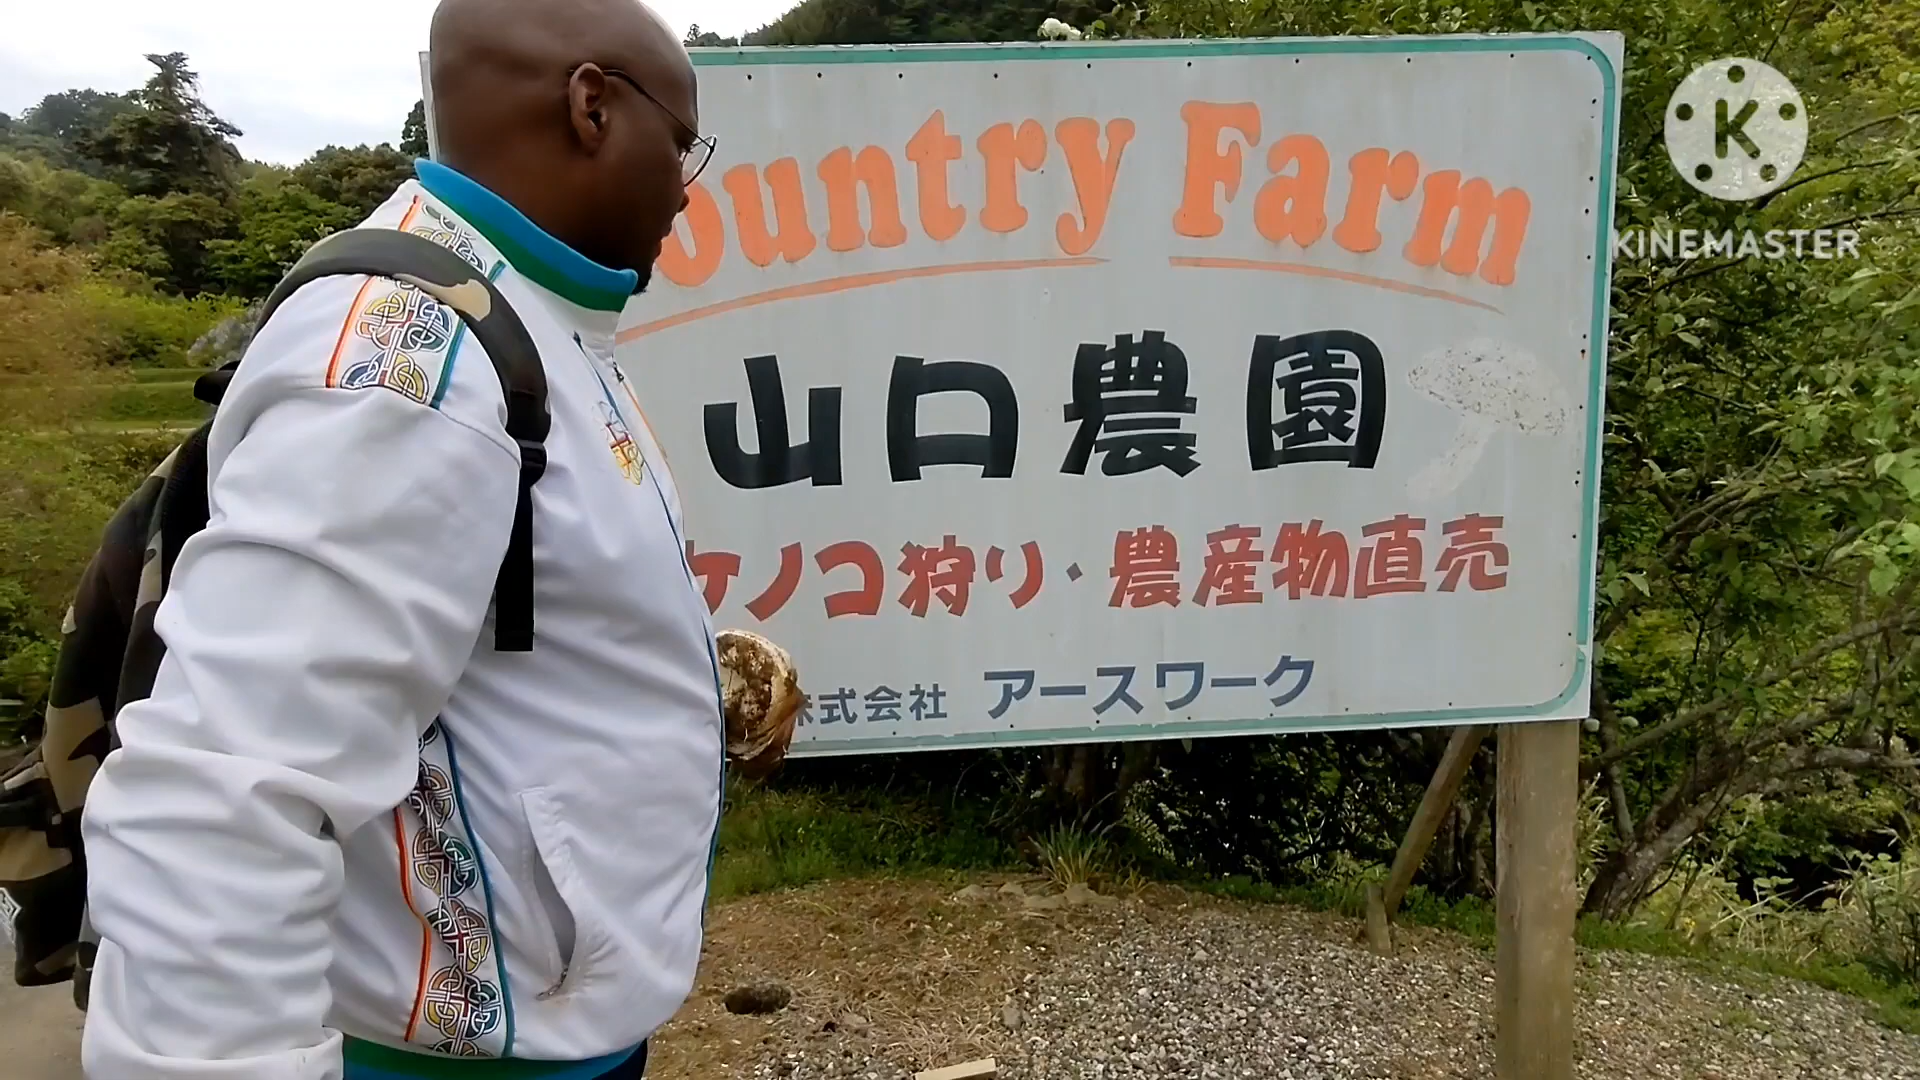 ountry Farm
山口農園
ケノコ狩り・農産物直売
株式会社 アースワーク
K
KINEMASTER